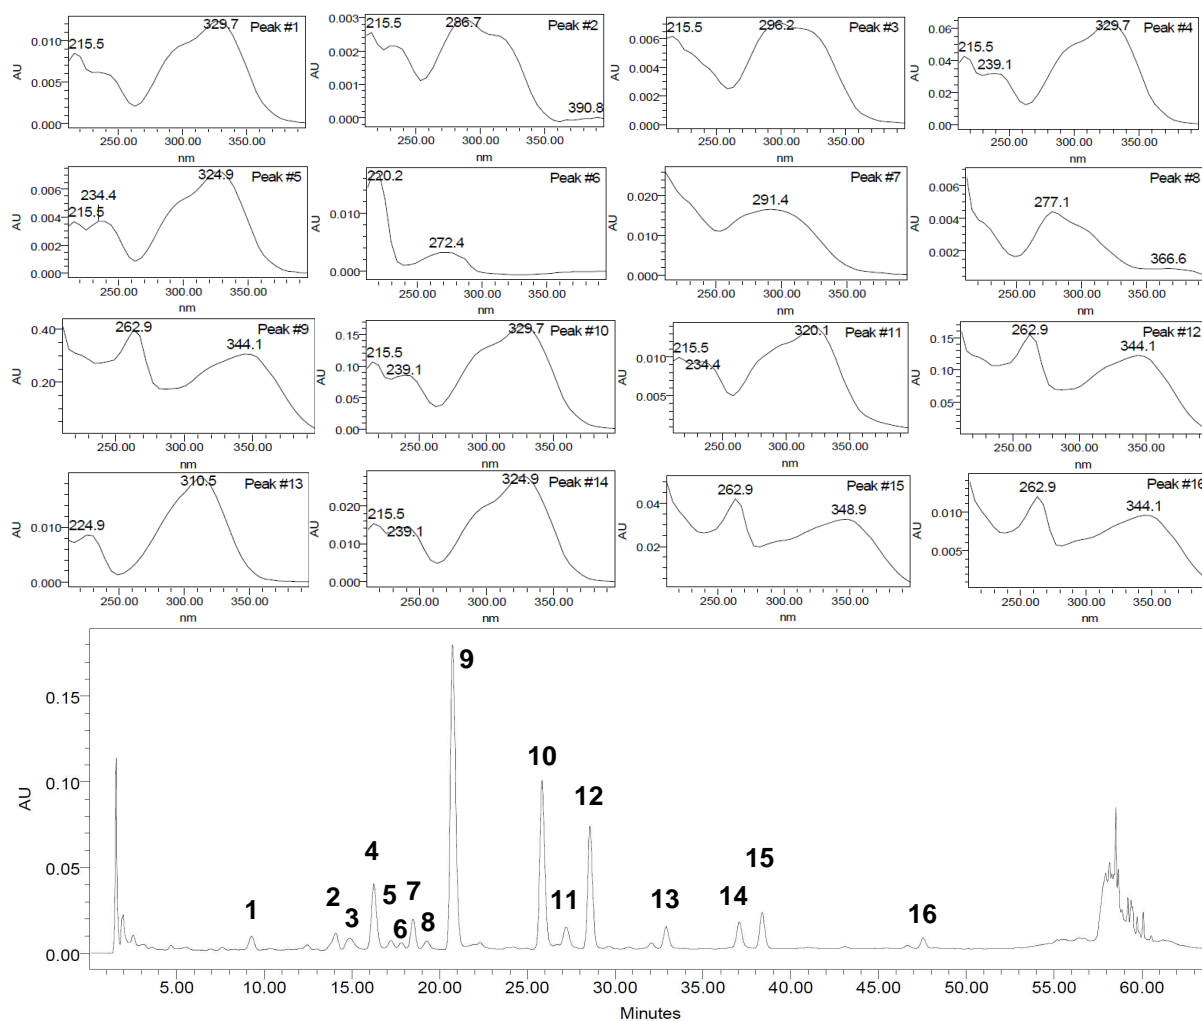 Peak #1
329.7
215.5
0.010
0.005
0.000
AU
250.00 300.00 350.00
nm
Peak #2
286.7
215.5
390.8
0.003
0.002
0.001
0.000
AU
250.00 300.00 350.00
nm
Peak #3
296.2
215.5
0.006
0.004
0.002
0.000
AU
250.00 300.00 350.00
nm
Peak #4
329.7
215.5
239.1
0.06
0.04
0.02
0.00
AU
250.00 300.00 350.00
nm
Peak #5
324.9
234.4
215.5
0.006
0.004
0.002
0.000
AU
250.00 300.00 350.00
nm
Peak #6
220.2
272.4
0.010
0.000
AU
250.00 300.00 350.00
nm
Peak #7
291.4
0.020
0.010
0.000
AU
250.00 300.00 350.00
nm
Peak #8
277.1
366.6
0.006
0.004
0.002
AU
250.00 300.00 350.00
nm
Peak #9
262.9
344.1
0.40
0.20
AU
250.00 300.00 350.00
nm
Peak #10
329.7
215.5
239.1
0.15
0.10
0.05
0.00
AU
250.00 300.00 350.00
nm
Peak #11
320.1
215.5
234.4
0.010
0.005
0.000
AU
250.00 300.00 350.00
nm
Peak #12
262.9
344.1
0.15
0.10
0.05
AU
250.00 300.00 350.00
nm
Peak #13
310.5
224.9
0.010
0.000
AU
250.00 300.00 350.00
nm
Peak #14
324.9
215.5
239.1
0.020
0.010
0.000
AU
250.00 300.00 350.00
nm
Peak #15
262.9
348.9
0.04
0.02
AU
250.00 300.00 350.00
nm
Peak #16
262.9
344.1
0.010
0.005
AU
250.00 300.00 350.00
nm
0.15
0.10
0.05
0.00
AU
1 2 3 4 5 6 7 8 9 10 11 12 13 14 15 16
5.00 10.00 15.00 20.00 25.00 30.00 35.00 40.00 45.00 50.00 55.00 60.00
Minutes